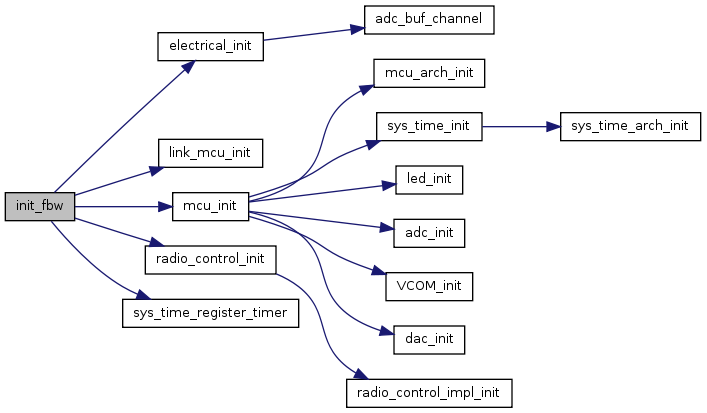 adc_buf_channel
electrical_init
mcu_arch_init
sys_time_init
sys_time_arch_init
link_mcu_init
led_init
init_fbw
mcu_init
adc_init
radio_control_init
VCOM_init
sys_time_register_timer
dac_init
radio_control_impl_init